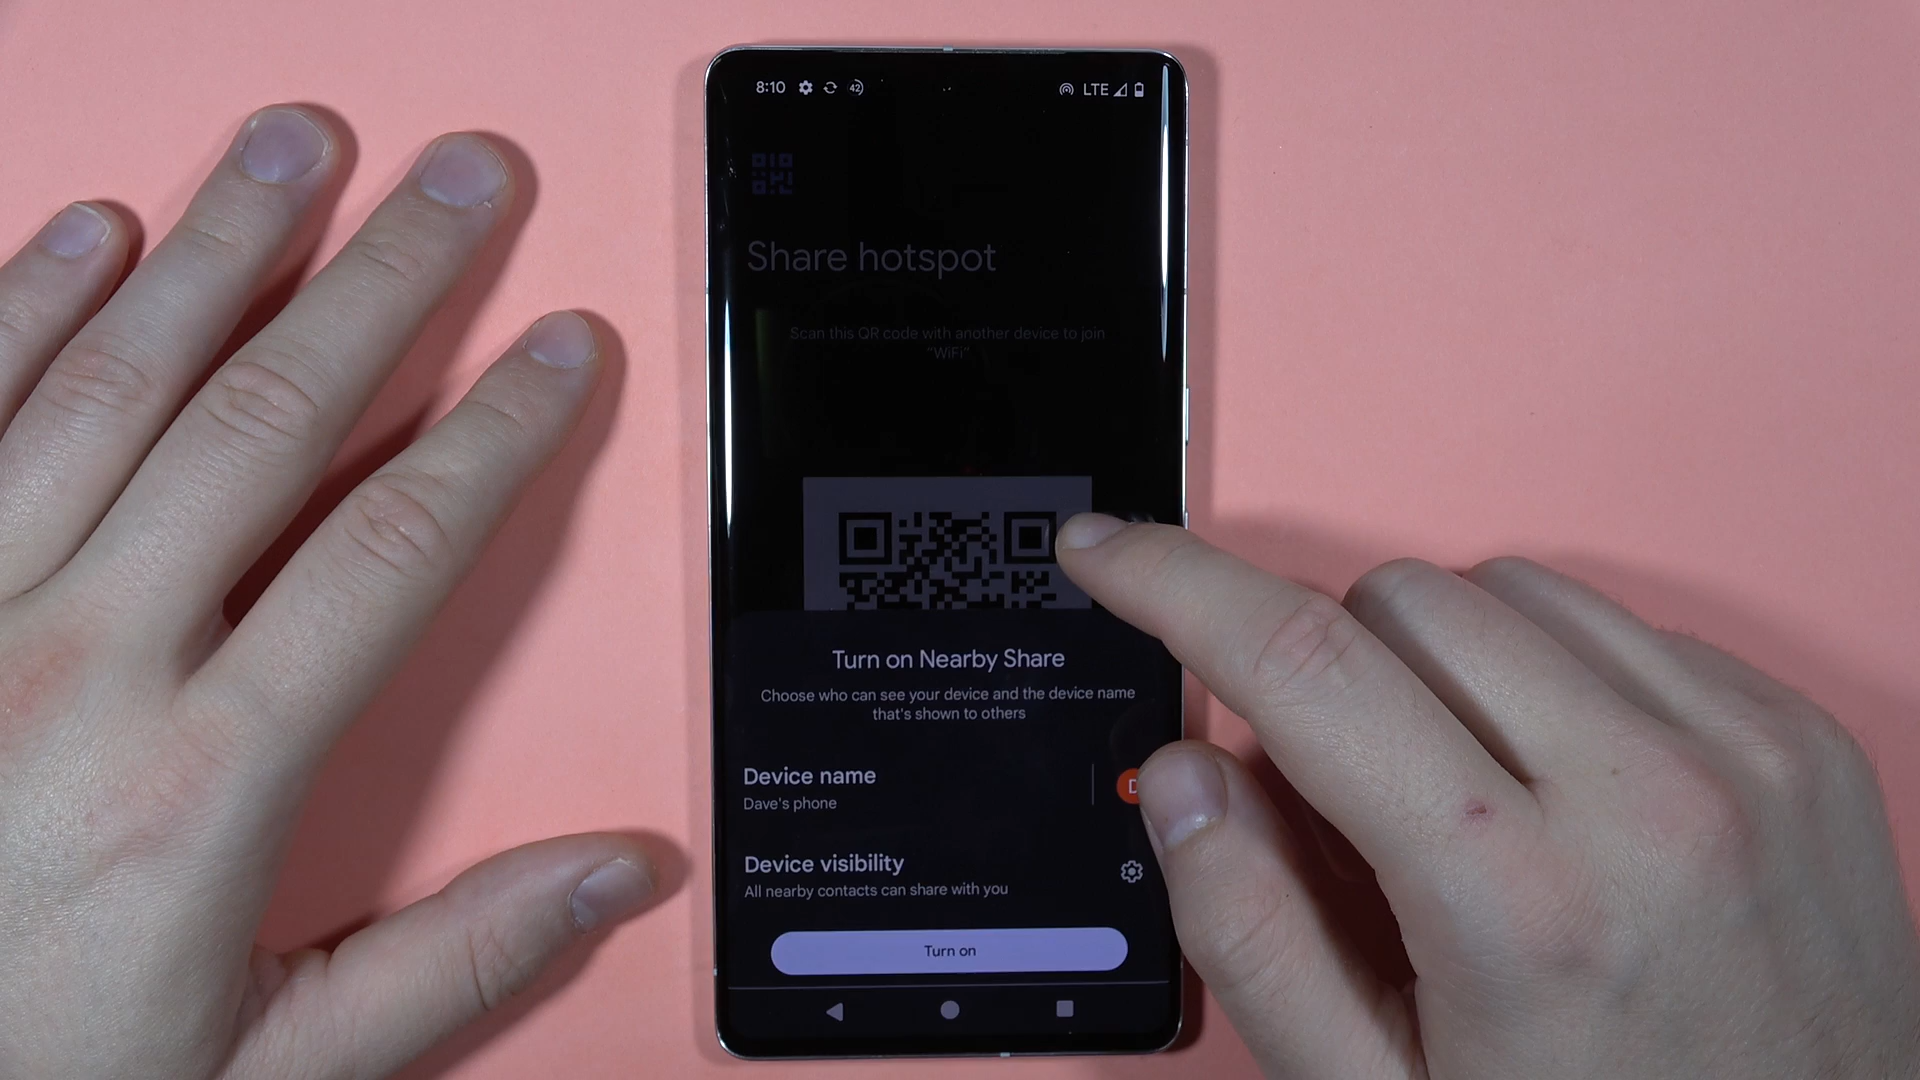 8:10 42 LTE
Share hotspot
Scan this QR code with another device to join
“WiFi”
Turn on Nearby Share
Choose who can see your device and the device name
that's shown to others
Device name
Dave's phone
D
Device visibility
All nearby contacts can share with you
Turn on